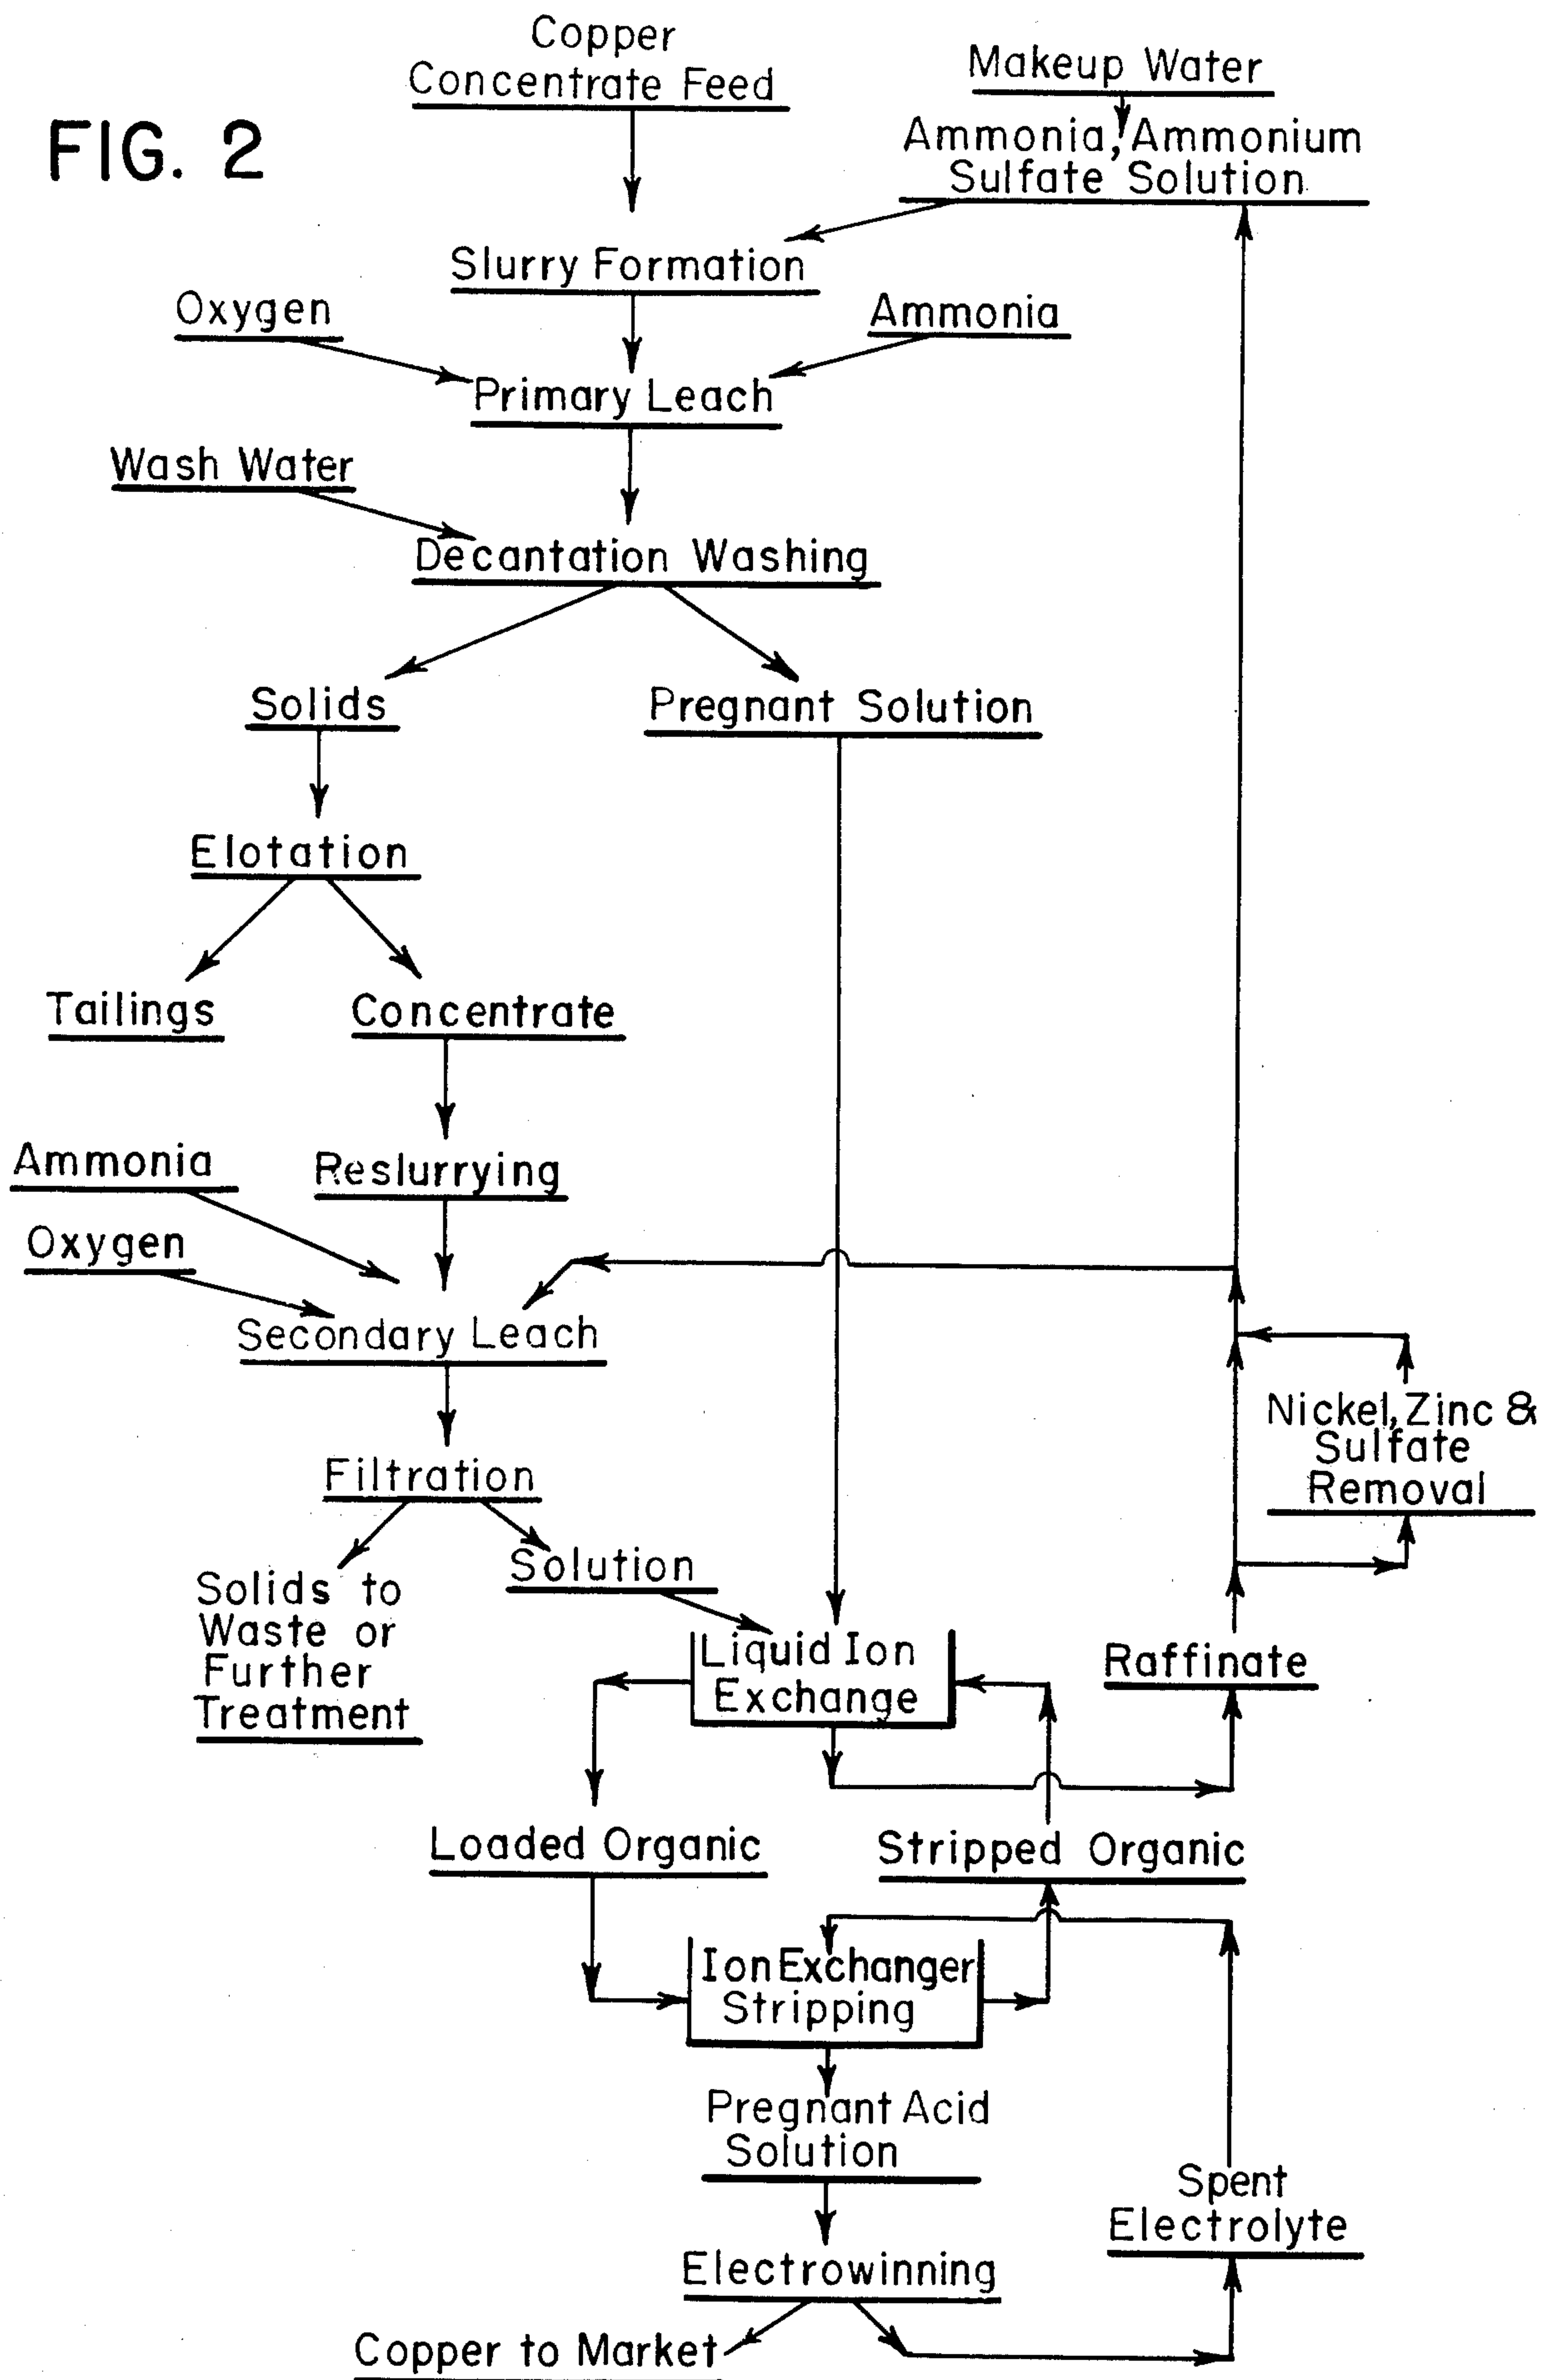 Copper
Concentrate Feed
Makeup Water
FIG. 2
Ammonia, Ammonium
Sulfate Solution
Slurry Formation
Oxygen
Ammonia
Primary Leach
Wash Water
Decantation Washing
Solids
Pregnant Solution
Elotation
Tailings
Concentrate
Ammonia
Reslurrying
Oxygen
Secondary Leach
Nickel, Zinc &
Sulfate
Removal
Filtration
Solution
Solids to
Waste or
Further
Treatment
Liquid Ion
Exchange
Raffinate
Loaded Organic
Stripped Organic
Ion Exchanger
Stripping
Pregnant Acid
Solution
Spent
Electrolyte
Electrowinning
Copper to Market